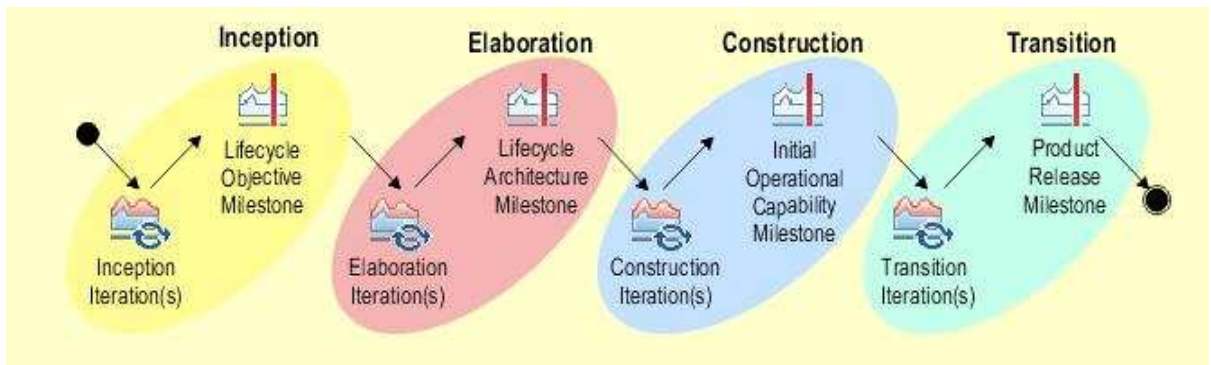 Inception
Elaboration
Construction
Transition
Lifecycle
Objective
Milestone
Inception
Iteration(s)
Lifecycle
Architecture
Milestone
Elaboration
Iteration(s)
Initial
Operational
Capability
Milestone
Construction
Iteration(s)
Product
Release
Milestone
Transition
Iteration(s)